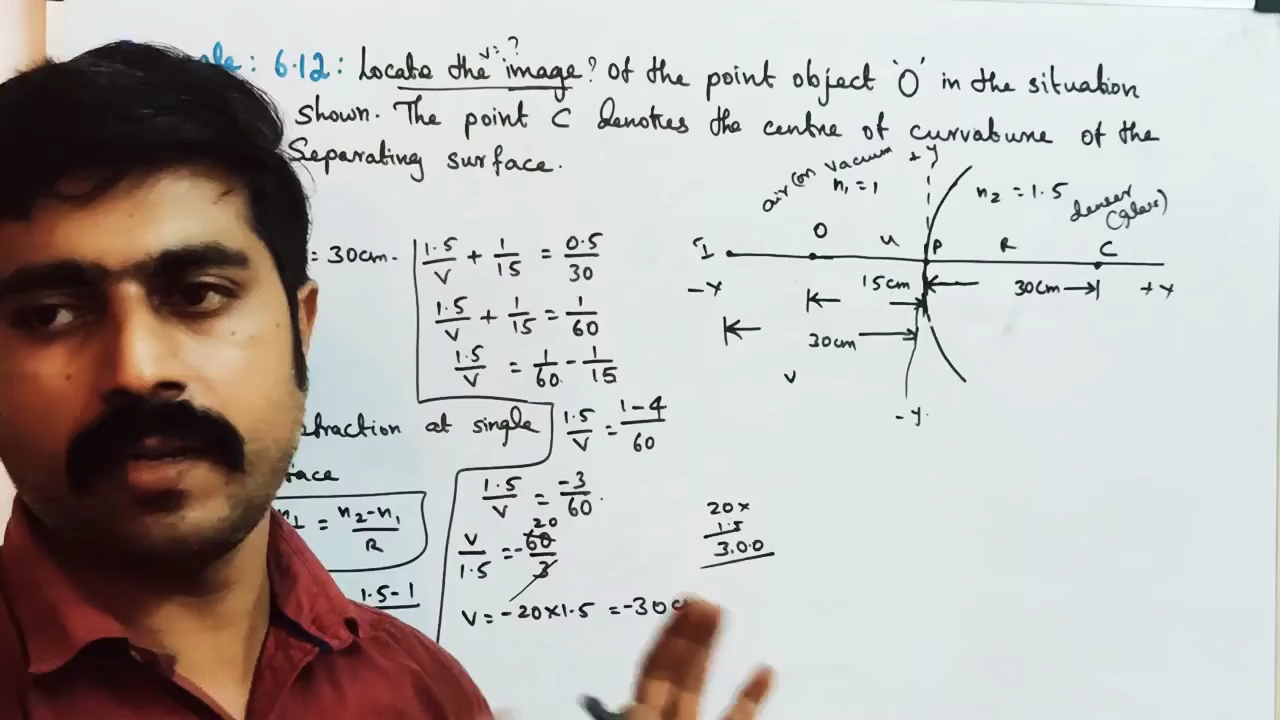 6.12: Locate the image? of the point object 'O' in the situation
v=?
shown. The point C denotes the centre of curvature of the
Separating surface.
= 30cm.
1.5/v + 1/15 = 0.5/30
1.5/v + 1/15 = 1/60
1.5/v = 1/60 - 1/15
1.5/v = 1-4/60
at single
1.5/v = -3/60.
= n2-n1/R
v/1.5 = -60/3
20
1.5-1
v = -20x1.5 = -30
20x
1.5
3.0.0
air (or) vacuum
n1 = 1
+y
n2 = 1.5
denser
(glass)
I
O
u
P
R
C
-x
15cm
30cm
+x
30cm
v
-y.